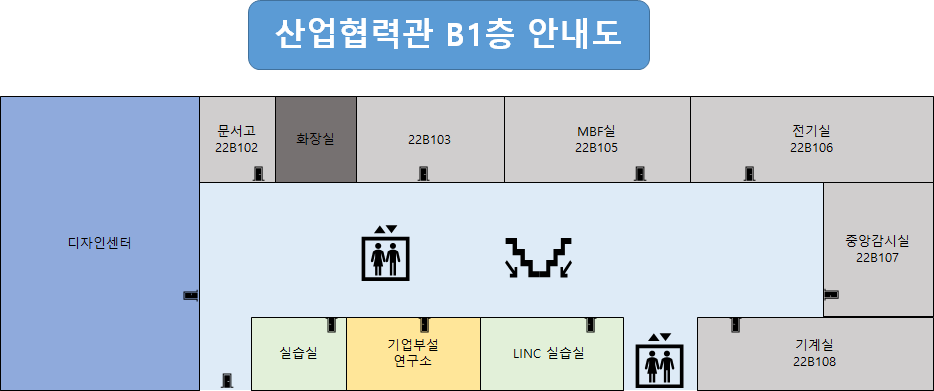 산업협력관 B1층 안내도
문서고
22B102
화장실
22B103
MBF실
22B105
전기실
22B106
디자인센터
중앙감시실
22B107
실습실
기업부설
연구소
LINC 실습실
기계실
22B108